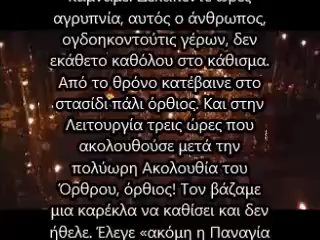 αγρυπνία, αυτός ο άνθρωπος,
ογδοηκοντούτις γέρων, δεν
εκάθετο καθόλου στο κάθισμα.
Από το θρόνο κατέβαινε στο
στασίδι πάλι όρθιος. Και στην
Λειτουργία τρεις ώρες που
ακολουθούσε μετά την
πολύωρη Ακολουθία του
Όρθρου, όρθιος! Τον βάζαμε
μια καρέκλα να καθίσει και δεν
ήθελε. Έλεγε «ακόμη η Παναγία